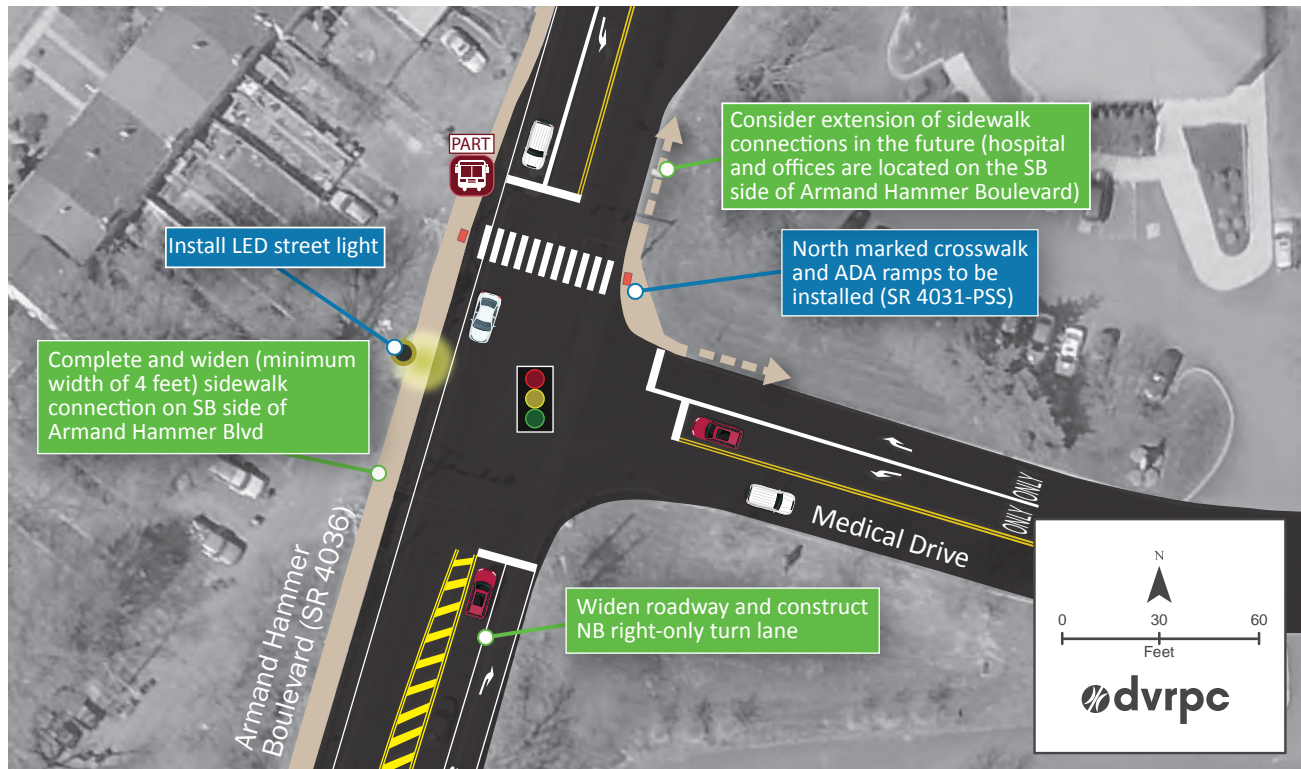 PART
Consider extension of sidewalk
connections in the future (hospital
and offices are located on the SB
side of Armand Hammer Boulevard)
Install LED street light
North marked crosswalk
and ADA ramps to be
installed (SR 4031-PSS)
Complete and widen (minimum
width of 4 feet) sidewalk
connection on SB side of
Armand Hammer Blvd
ONLY
ONLY
Medical Drive
Armand Hammer
Boulevard (SR 4036)
Widen roadway and construct
NB right-only turn lane
N
0 30 60
Feet
dvrpc